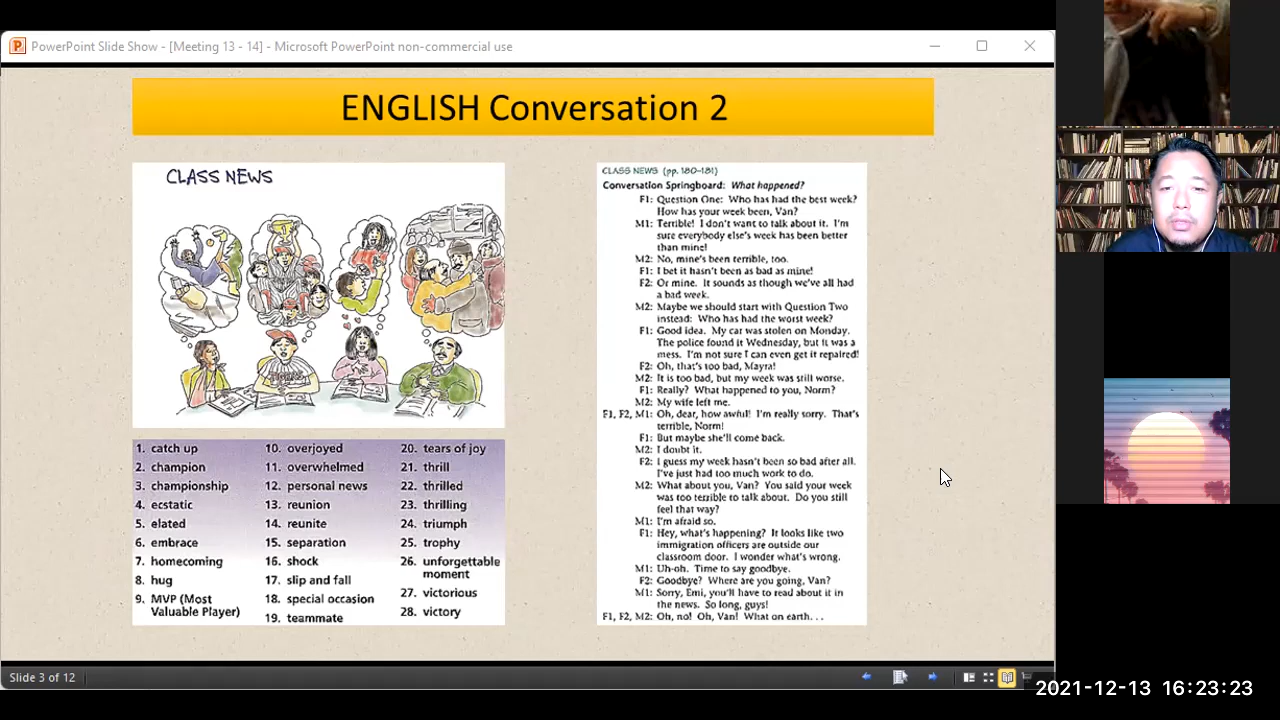 PowerPoint Slide Show - [Meeting 13 - 14] - Microsoft PowerPoint non-commercial use
ENGLISH Conversation 2
CLASS NEWS
1. catch up
2. champion
3. championship
4. ecstatic
5. elated
6. embrace
7. homecoming
8. hug
9. MVP (Most
Valuable Player)
10. overjoyed
11. overwhelmed
12. personal news
13. reunion
14. reunite
15. separation
16. shock
17. slip and fall
18. special occasion
19. teammate
20. tears of joy
21. thrill
22. thrilled
23. thrilling
24. triumph
25. trophy
26. unforgettable
moment
27. victorious
28. victory
CLASS NEWS (pp. 180-181)
Conversation Springboard: What happened?
F1: Question One: Who has had the best week?
How has your week been, Van?
M1: Terrible! I don't want to talk about it. I'm
sure everybody else's week has been better
than mine!
M2: No, mine's been terrible, too.
F1: I bet it hasn't been as bad as mine!
F2: Or mine. It sounds as though we've all had
a bad week.
M2: Maybe we should start with Question Two
instead: Who has had the worst week?
F1: Good idea. My car was stolen on Monday.
The police found it Wednesday, but it was a
mess. I'm not sure I can even get it repaired!
F2: Oh, that's too bad, Mayra!
M2: It is too bad, but my week was still worse.
F1: Really? What happened to you, Norm?
M2: My wife left me.
F1, F2, M1: Oh, dear, how awful! I'm really sorry. That's
terrible, Norm!
F1: But maybe she'll come back.
M2: I doubt it.
F2: I guess my week hasn't been so bad after all.
I've just had too much work to do.
M2: What about you, Van? You said your week
was too terrible to talk about. Do you still
feel that way?
M1: I'm afraid so.
F1: Hey, what's happening? It looks like two
immigration officers are outside our
classroom door. I wonder what's wrong.
M1: Uh-oh. Time to say goodbye.
F2: Goodbye? Where are you going, Van?
M1: Sorry, Emi, you'll have to read about it in
the news. So long, guys!
F1, F2, M2: Oh, no! Oh, Van! What on earth. . .
Slide 3 of 12
2021-12-13 16:23:23